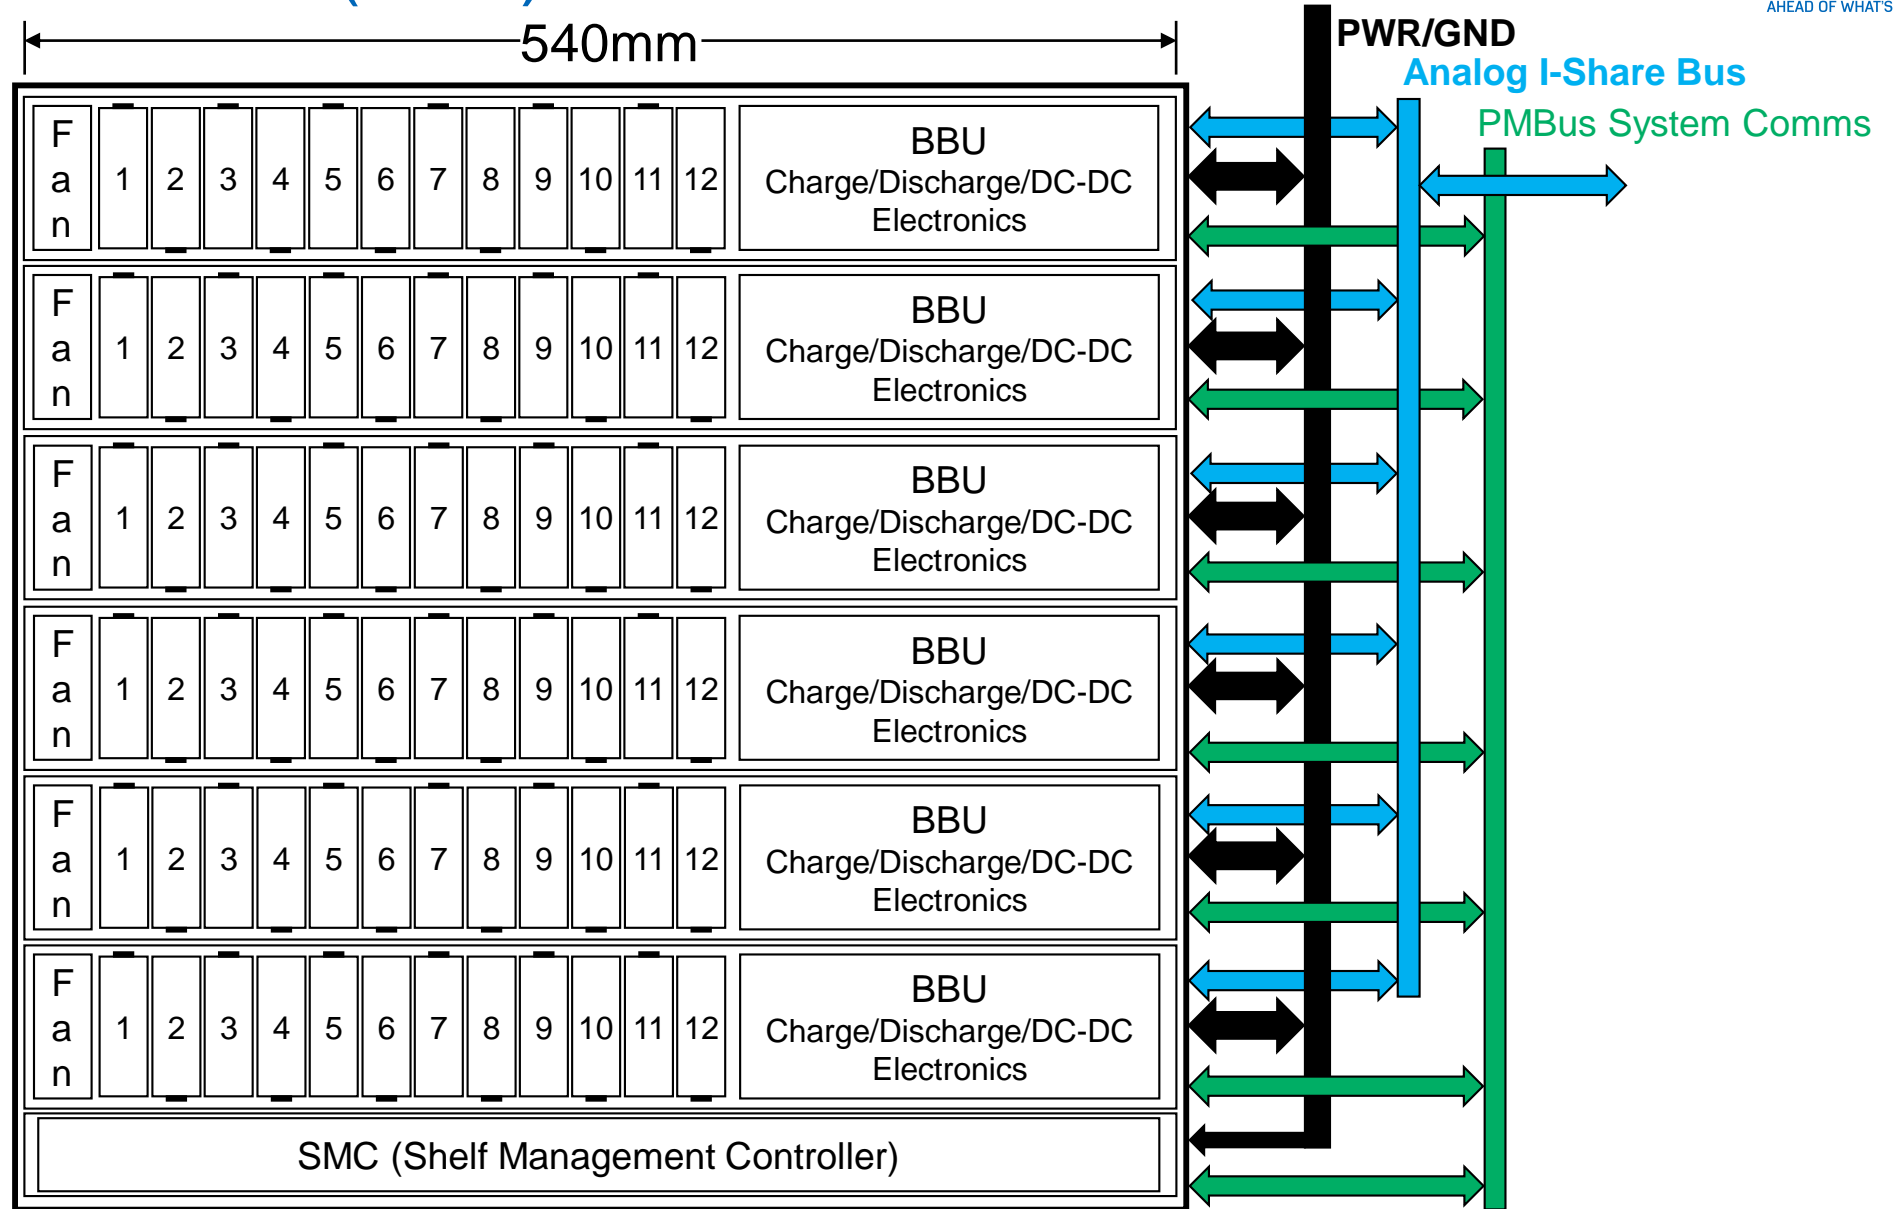 AHEAD OF WHAT'S
540mm
PWR/GND
Analog I-Share Bus
PMBus System Comms
Fan 1 2 3 4 5 6 7 8 9 10 11 12
BBU
Charge/Discharge/DC-DC
Electronics
Fan 1 2 3 4 5 6 7 8 9 10 11 12
BBU
Charge/Discharge/DC-DC
Electronics
Fan 1 2 3 4 5 6 7 8 9 10 11 12
BBU
Charge/Discharge/DC-DC
Electronics
Fan 1 2 3 4 5 6 7 8 9 10 11 12
BBU
Charge/Discharge/DC-DC
Electronics
Fan 1 2 3 4 5 6 7 8 9 10 11 12
BBU
Charge/Discharge/DC-DC
Electronics
Fan 1 2 3 4 5 6 7 8 9 10 11 12
BBU
Charge/Discharge/DC-DC
Electronics
SMC (Shelf Management Controller)